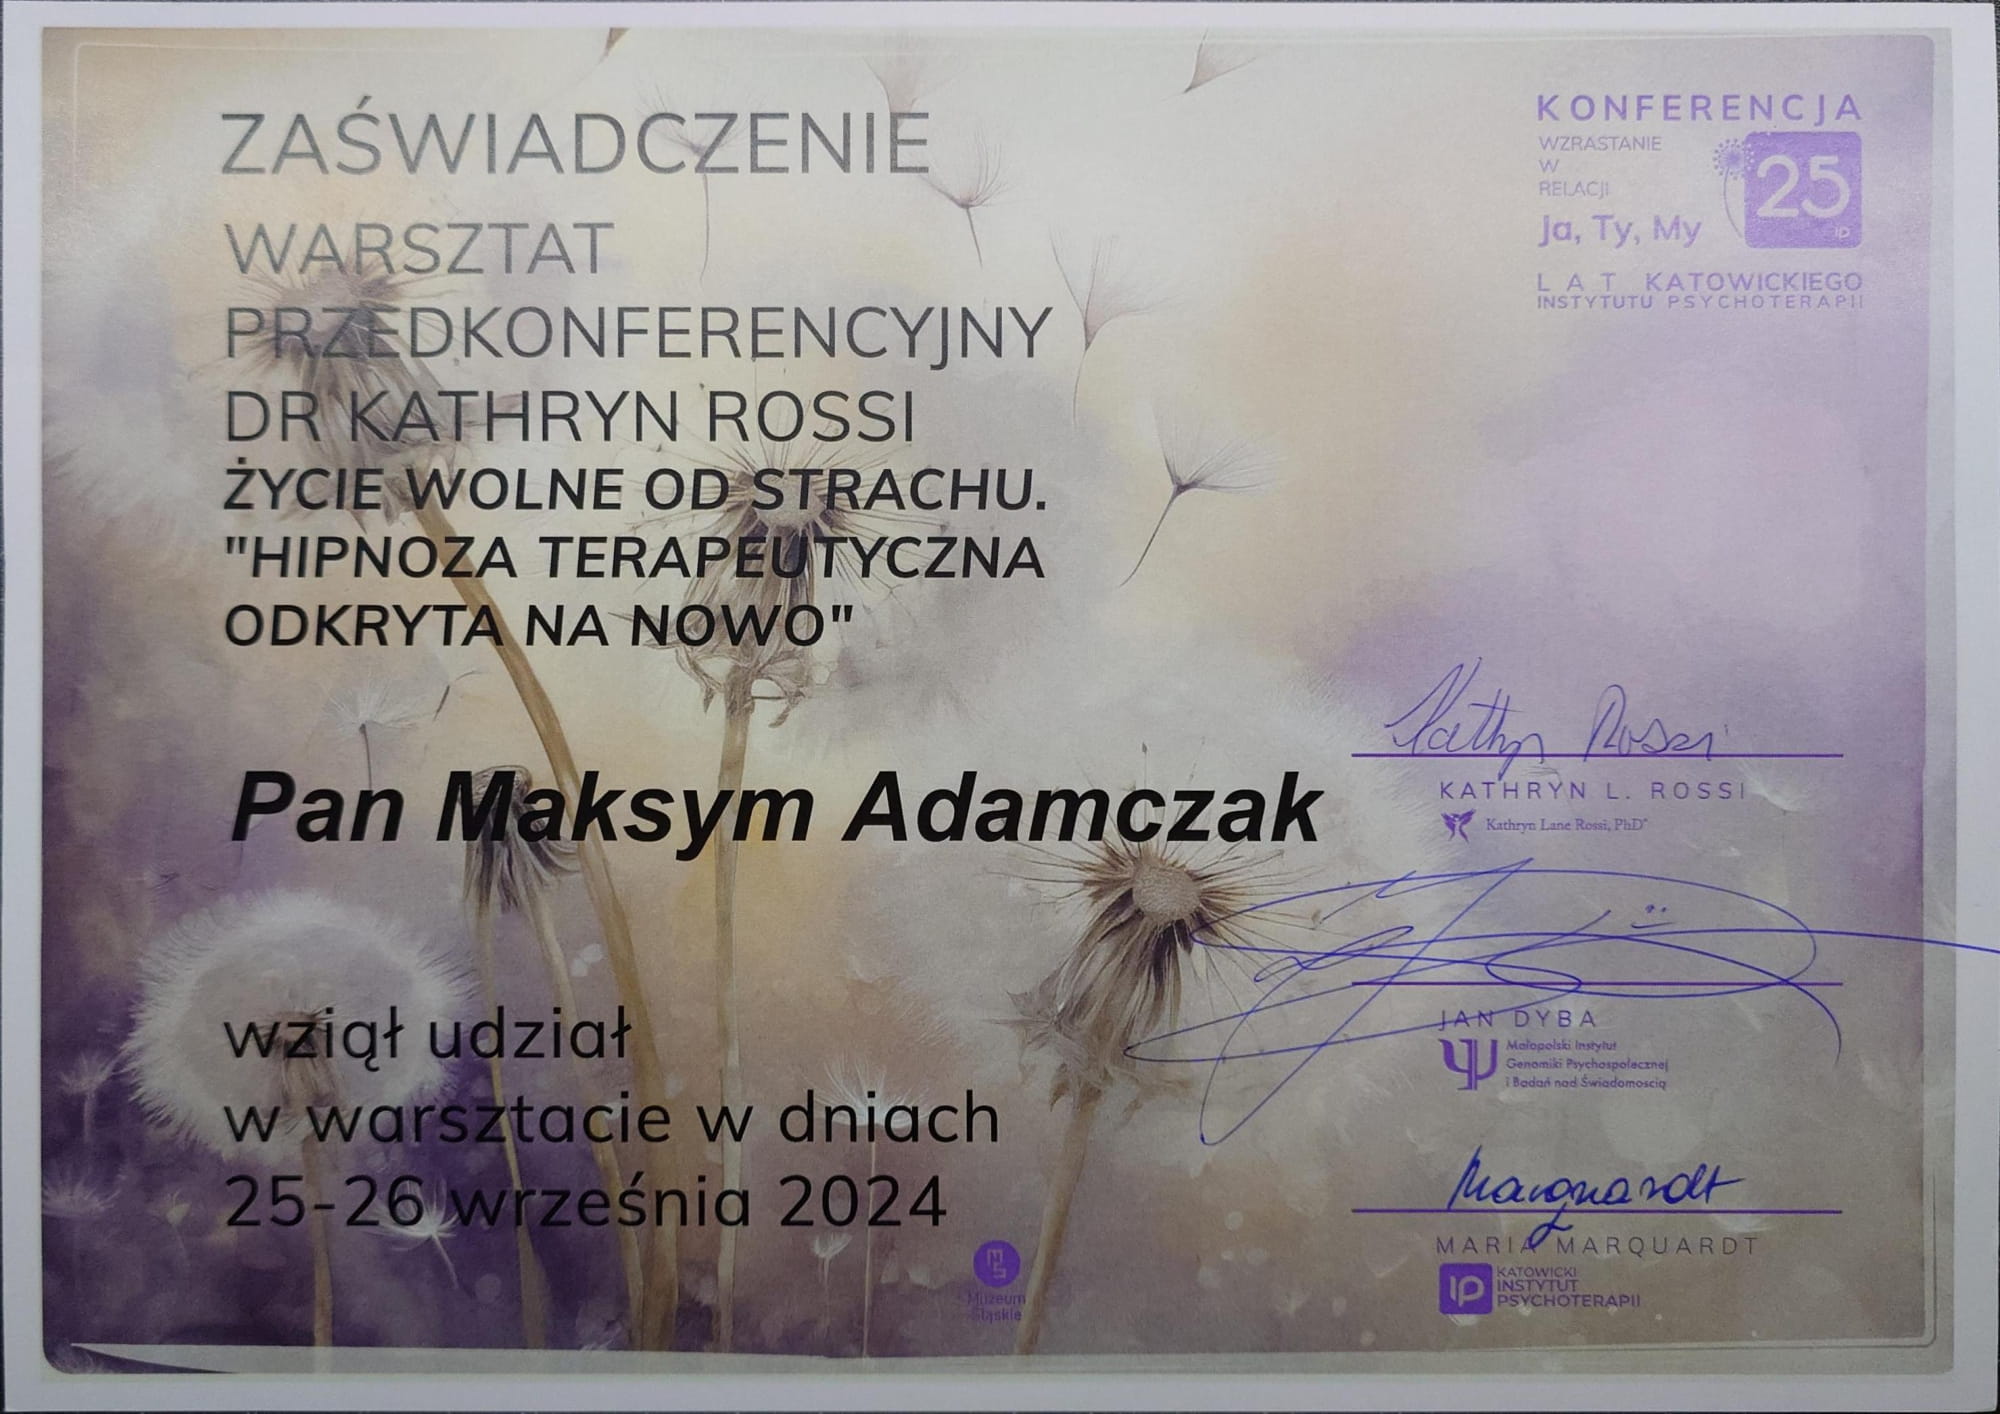 ZAŚWIADCZENIE
WARSZTAT
PRZEDKONFERENCYJNY
DR KATHRYN ROSSI
ŻYCIE WOLNE OD STRACHU.
"HIPNOZA TERAPEUTYCZNA
ODKRYTA NA NOWO"
Pan Maksym Adamczak
wziął udział
w warsztacie w dniach
25-26 września 2024
Muzeum
Śląskie
KONFERENCJA
WZRASTANIE
W
RELACJI
Ja, Ty, My
25
IP
LAT KATOWICKIEGO
INSTYTUTU PSYCHOTERAPII
Kathryn Rossi
KATHRYN L. ROSSI
Kathryn Lane Rossi, PhD
JAN DYBA
Małopolski Instytut
Genomiki Psychospołecznej
i Badań nad Świadomością
Marquardt
MARIA MARQUARDT
IP KATOWICKI
INSTYTUT
PSYCHOTERAPII